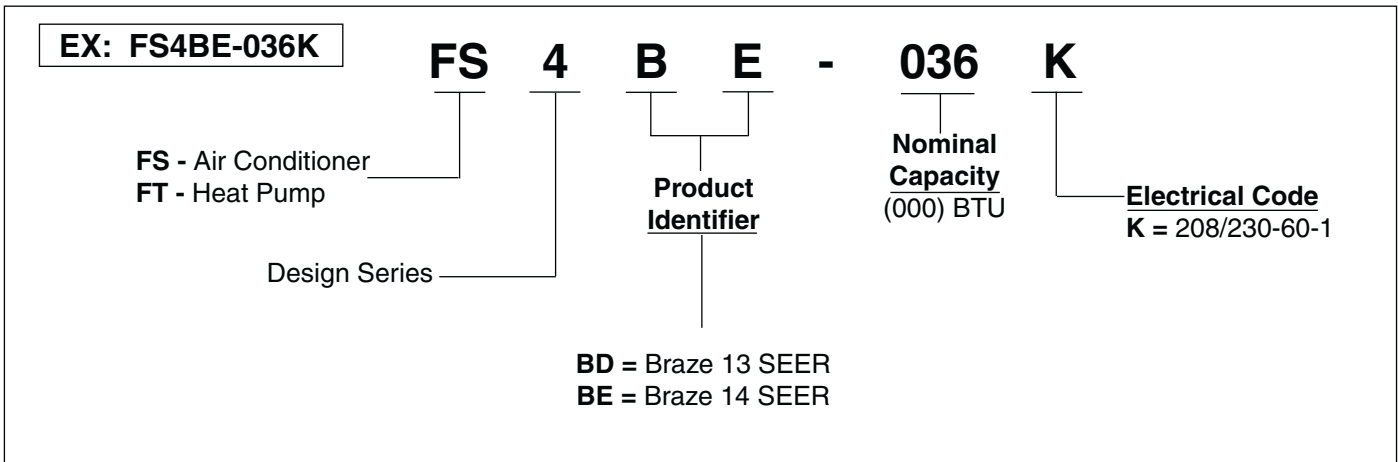 EX: FS4BE-036K
FS 4 B E - 036 K
FS - Air Conditioner
FT - Heat Pump
Design Series
Product
Identifier
BD = Braze 13 SEER
BE = Braze 14 SEER
Nominal
Capacity
(000) BTU
Electrical Code
K = 208/230-60-1